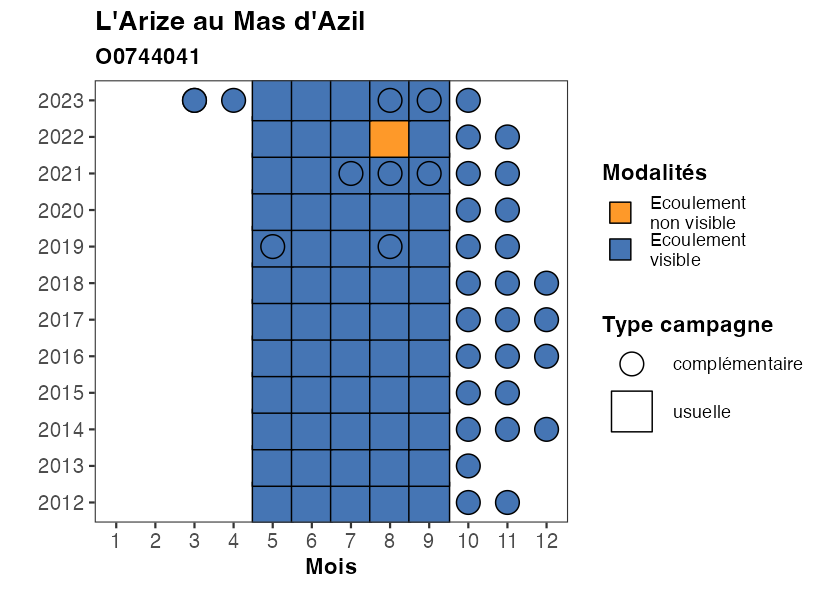 L'Arize au Mas d'Azil
O0744041
2023
2022
2021
2020
2019
2018
2017
2016
2015
2014
2013
2012
1 2 3 4 5 6 7 8 9 10 11 12
Mois
Modalités
Ecoulement
non visible
Ecoulement
visible
Type campagne
complémentaire
usuelle